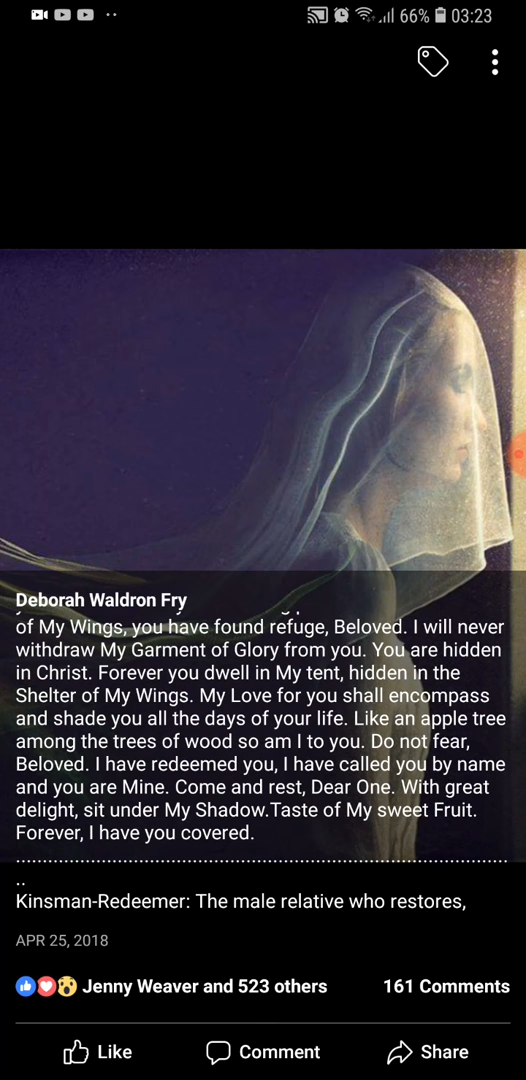 66% 03:23
Deborah Waldron Fry
of My Wings, you have found refuge, Beloved. I will never
withdraw My Garment of Glory from you. You are hidden
in Christ. Forever you dwell in My tent, hidden in the
Shelter of My Wings. My Love for you shall encompass
and shade you all the days of your life. Like an apple tree
among the trees of wood so am I to you. Do not fear,
Beloved. I have redeemed you, I have called you by name
and you are Mine. Come and rest, Dear One. With great
delight, sit under My Shadow.Taste of My sweet Fruit.
Forever, I have you covered.
..........................................................................................
..
Kinsman-Redeemer: The male relative who restores,
APR 25, 2018
Jenny Weaver and 523 others 161 Comments
Like Comment Share